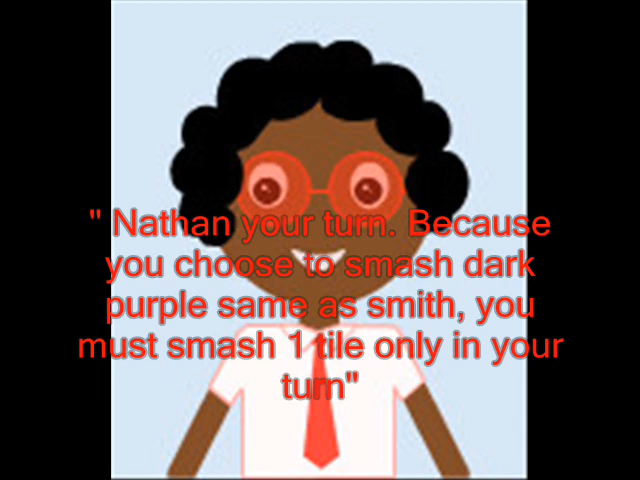 " Nathan your turn. Because
you choose to smash dark
purple same as smith, you
must smash 1 tile only in your
turn"